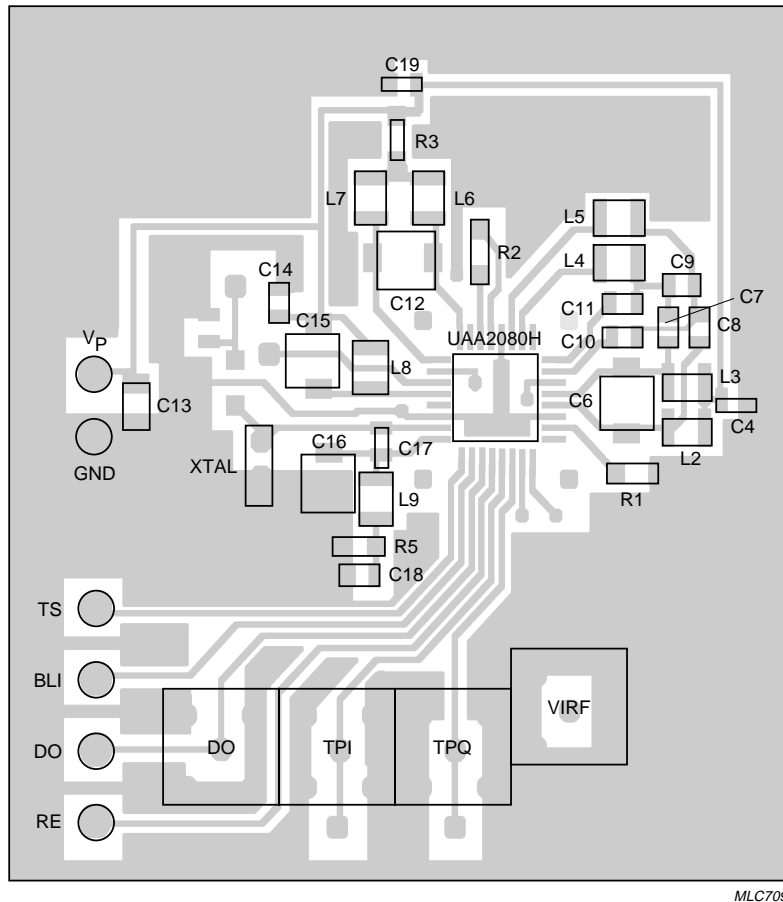 C19
R3
L7
L6
L5
R2
L4
C9
C14
C7
C12
C11
C15
C8
V P
UAA2080H
C10
L8
L3
C13
C6
C4
C16
C17
GND
XTAL
L2
L9
R1
R5
C18
TS
BLI
VIRF
DO
DO
TPI
TPQ
RE
MLC709